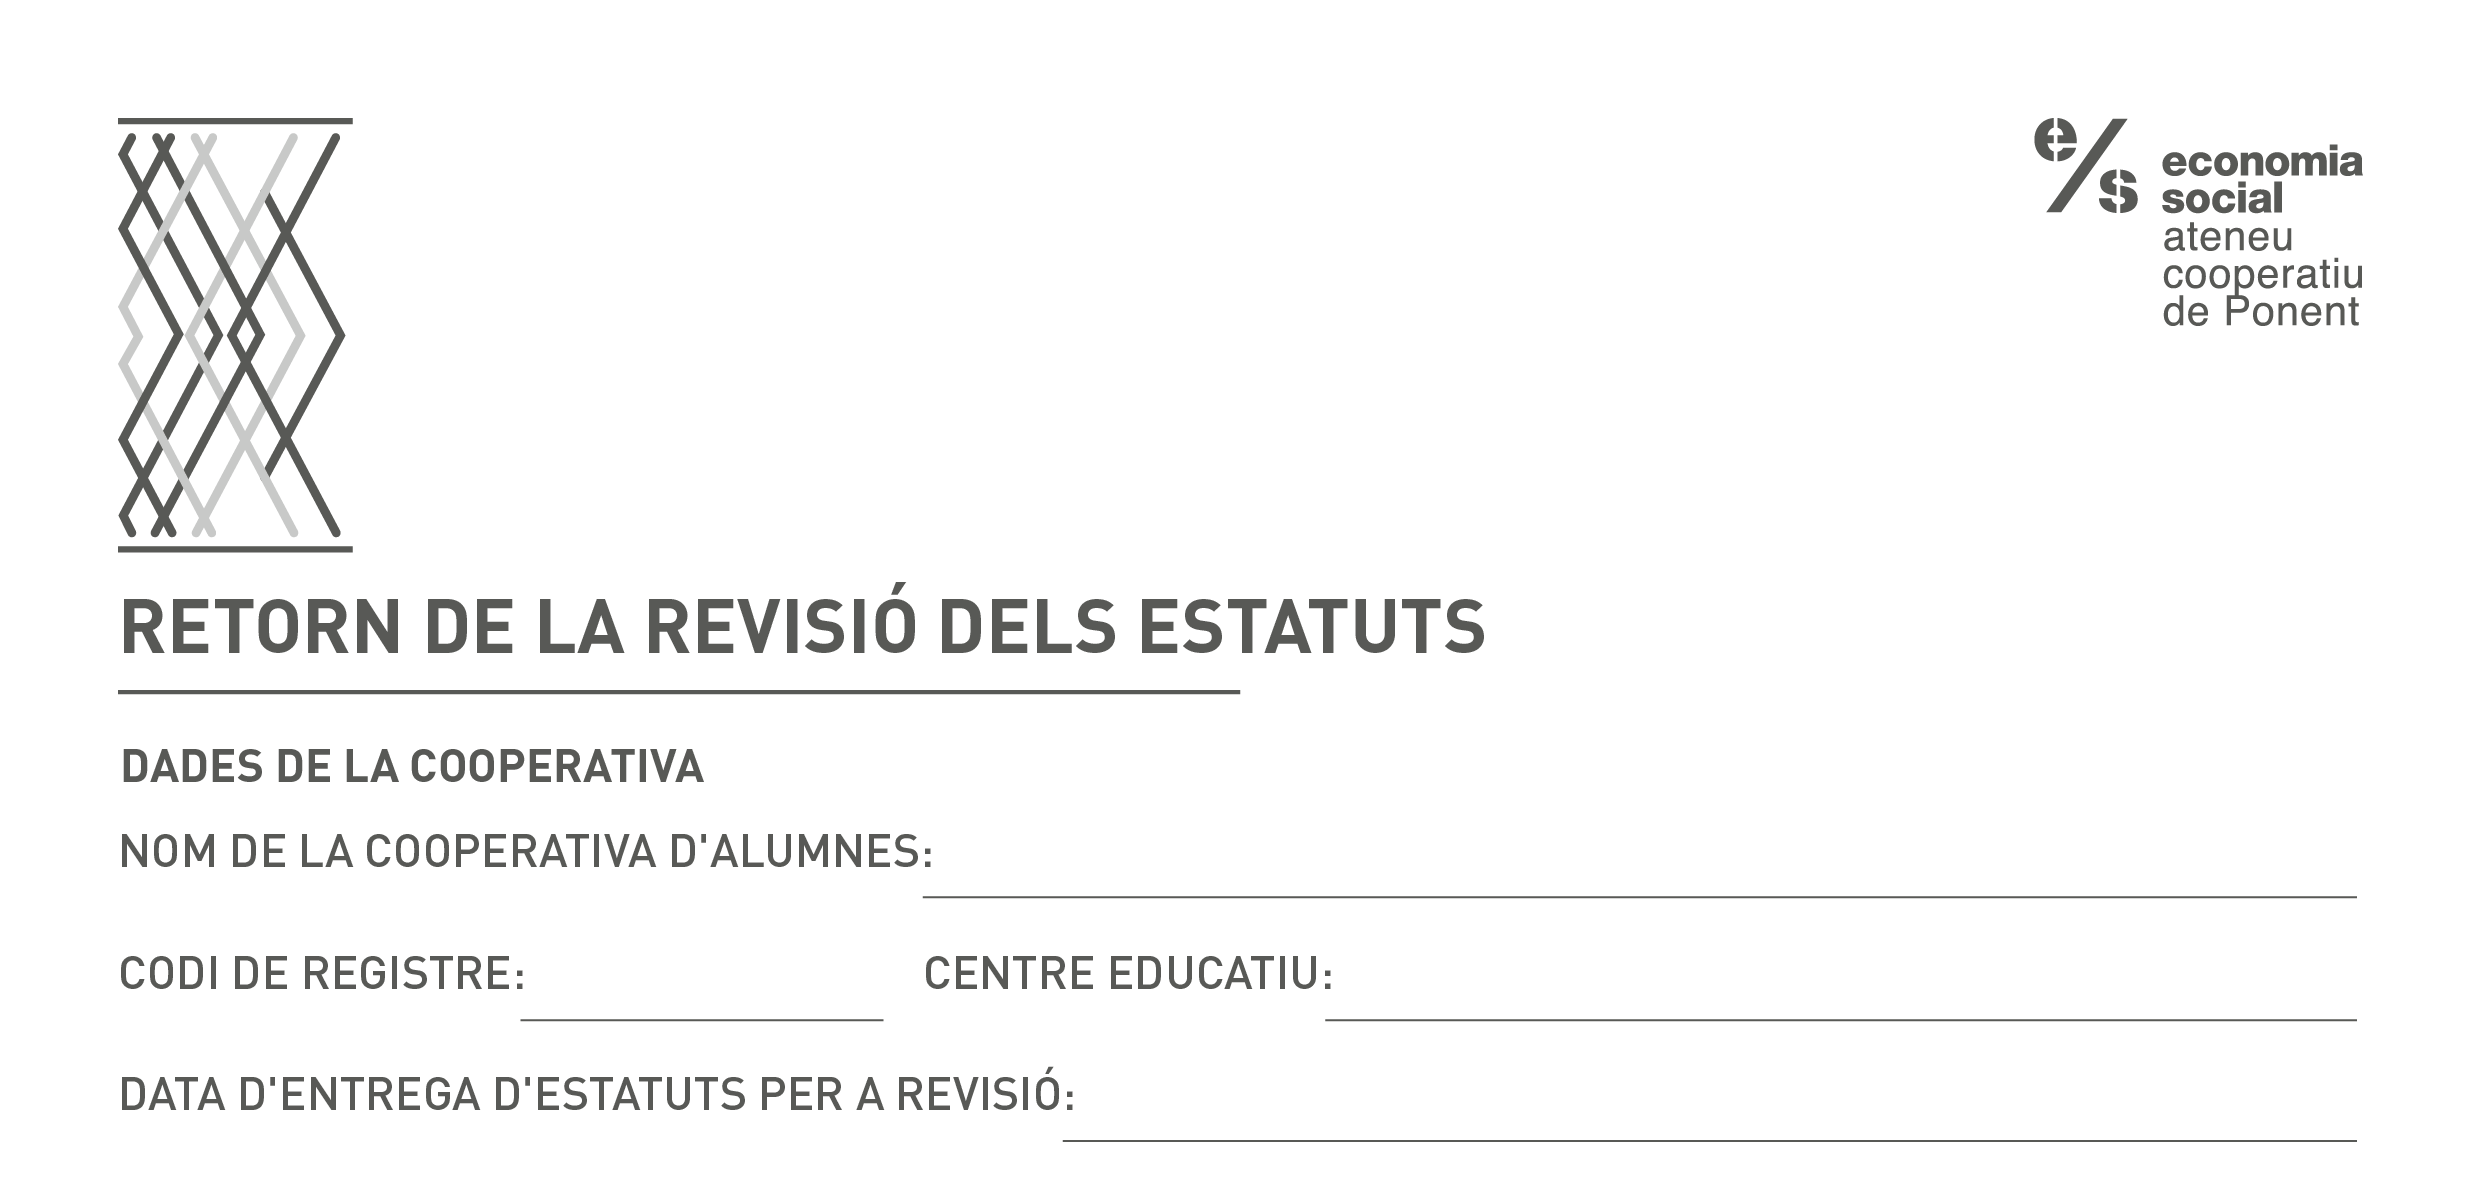 e/s
economia
social
ateneu
cooperatiu
de Ponent
RETORN DE LA REVISIÓ DELS ESTATUTS
DADES DE LA COOPERATIVA
NOM DE LA COOPERATIVA D'ALUMNES:
CODI DE REGISTRE: CENTRE EDUCATIU:
DATA D'ENTREGA D'ESTATUTS PER A REVISIÓ: